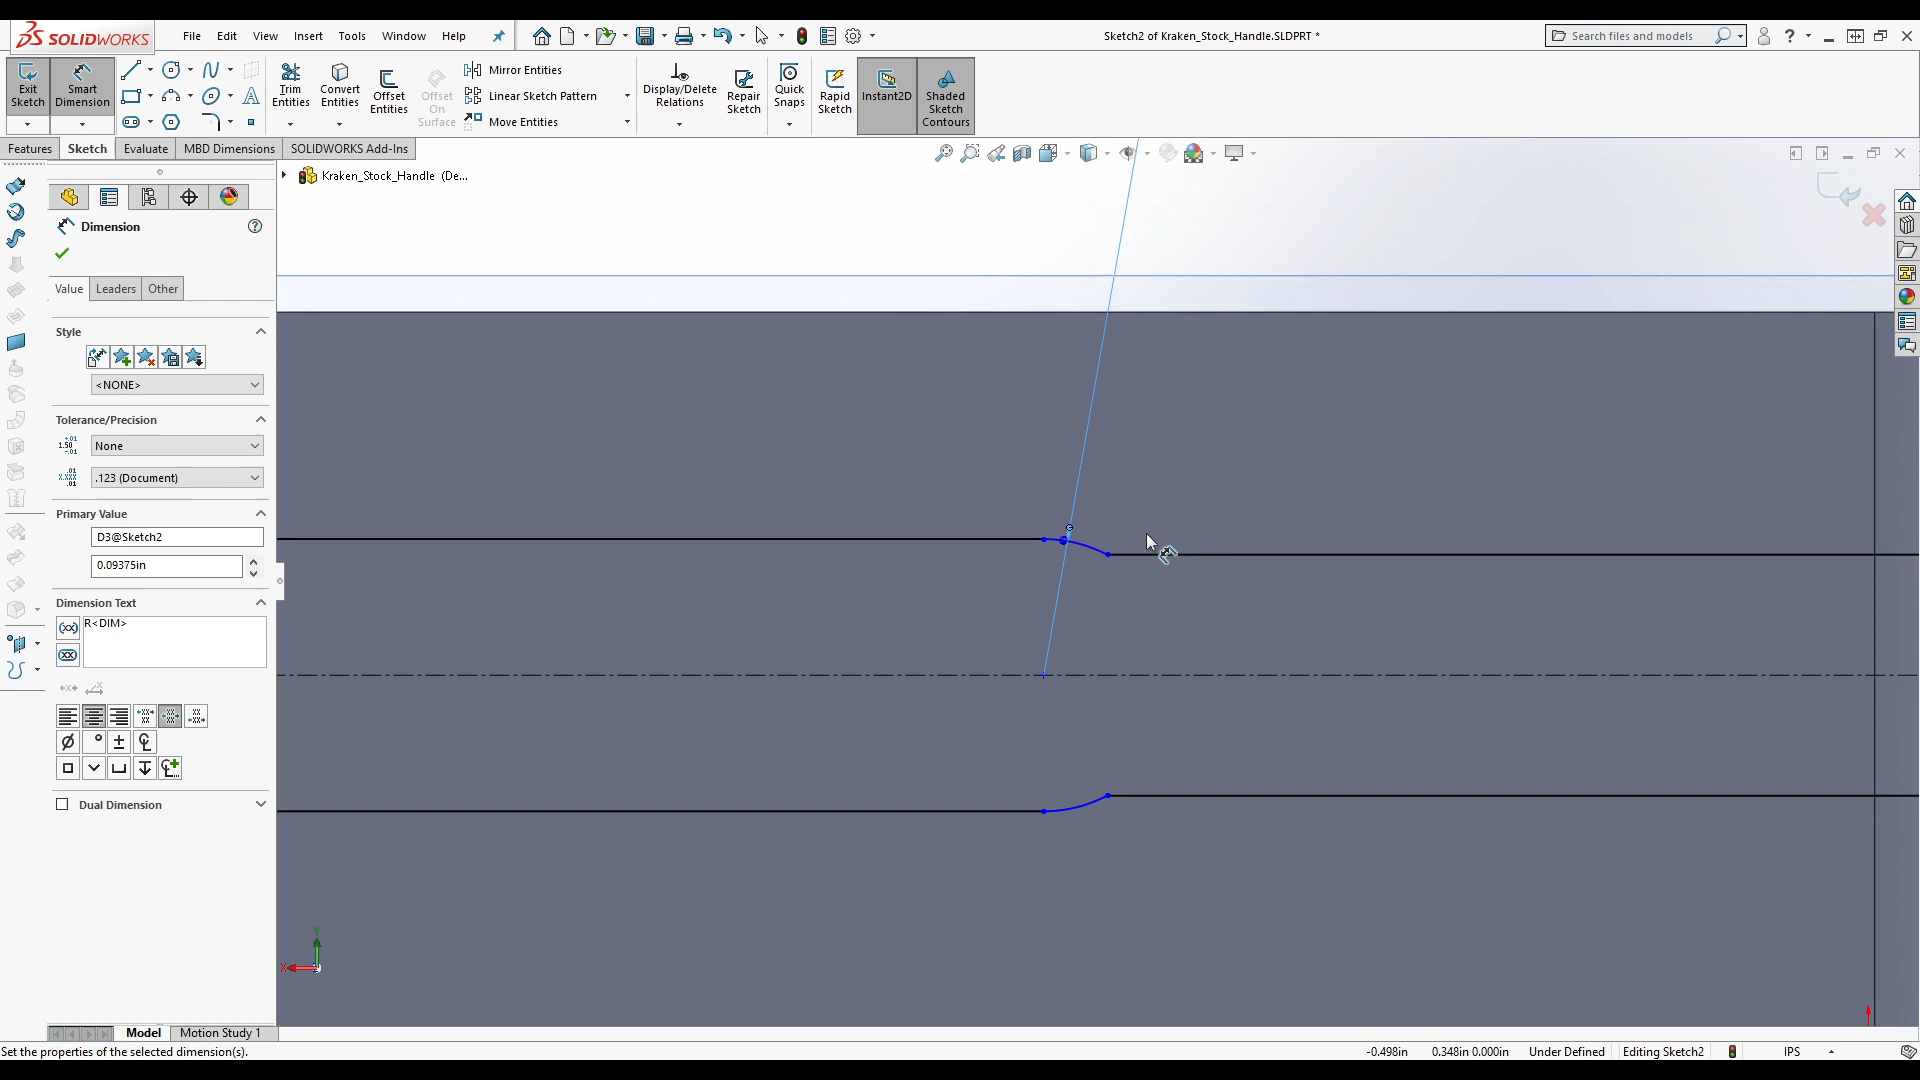 SOLIDWORKS
File Edit View Insert Tools Window Help
Sketch2 of Kraken_Stock_Handle.SLDPRT *
Search files and models
Exit Sketch
Smart Dimension
Trim Entities
Convert Entities
Offset Entities
Offset On Surface
Mirror Entities
Linear Sketch Pattern
Move Entities
Display/Delete Relations
Repair Sketch
Quick Snaps
Rapid Sketch
Instant2D
Shaded Sketch Contours
Features Sketch Evaluate MBD Dimensions SOLIDWORKS Add-Ins
Kraken_Stock_Handle (De...
Dimension
Value Leaders Other
Style
<NONE>
Tolerance/Precision
None
.123 (Document)
Primary Value
D3@Sketch2
0.09375in
Dimension Text
R<DIM>
Dual Dimension
Y
X
Model Motion Study 1
Set the properties of the selected dimension(s).
-0.498in 0.348in 0.000in Under Defined Editing Sketch2 IPS